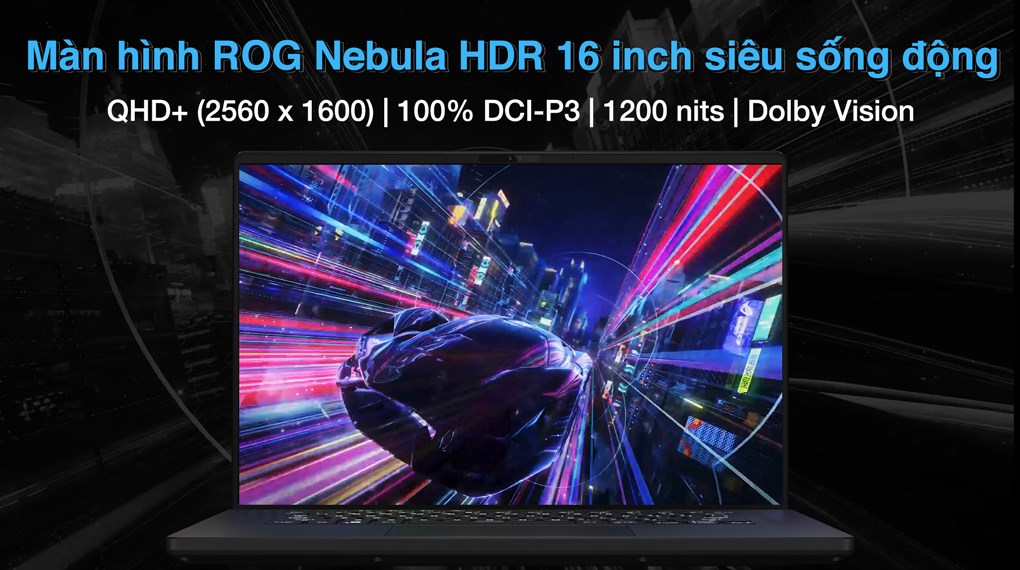 Màn hình ROG Nebula HDR 16 inch siêu sống động
QHD+ (2560 x 1600) | 100% DCI-P3 | 1200 nits | Dolby Vision